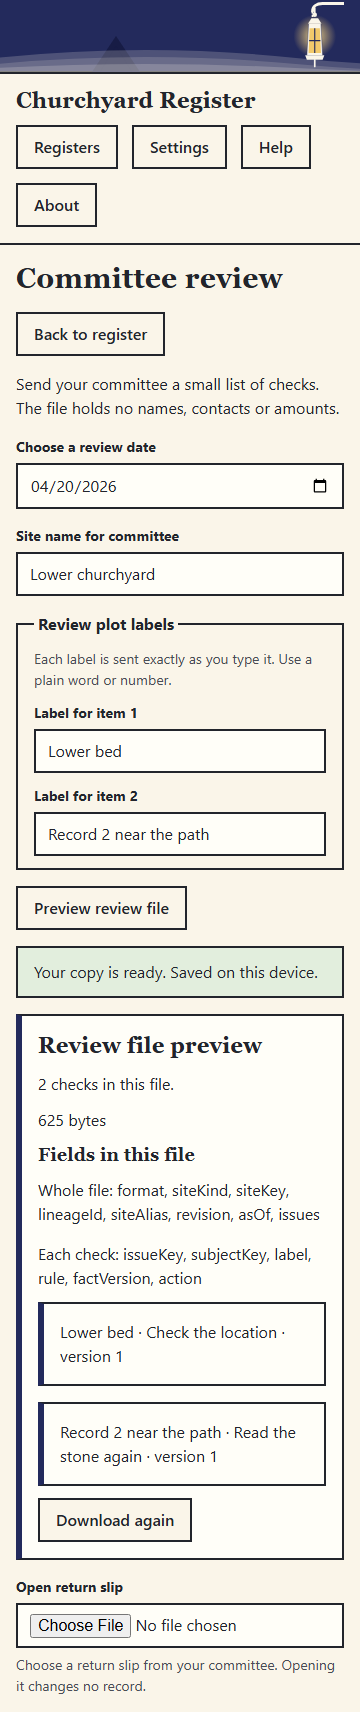 Churchyard Register
Registers
Settings
Help
About
Committee review
Back to register
Send your committee a small list of checks.
The file holds no names, contacts or amounts.
Choose a review date
04/20/2026
Site name for committee
Lower churchyard
Review plot labels
Each label is sent exactly as you type it. Use a
plain word or number.
Label for item 1
Lower bed
Label for item 2
Record 2 near the path
Preview review file
Your copy is ready. Saved on this device.
Review file preview
2 checks in this file.
625 bytes
Fields in this file
Whole file: format, siteKind, siteKey,
lineageId, siteAlias, revision, asOf, issues
Each check: issueKey, subjectKey, label,
rule, factVersion, action
Lower bed · Check the location ·
version 1
Record 2 near the path · Read the
stone again · version 1
Download again
Open return slip
Choose File No file chosen
Choose a return slip from your committee. Opening
it changes no record.